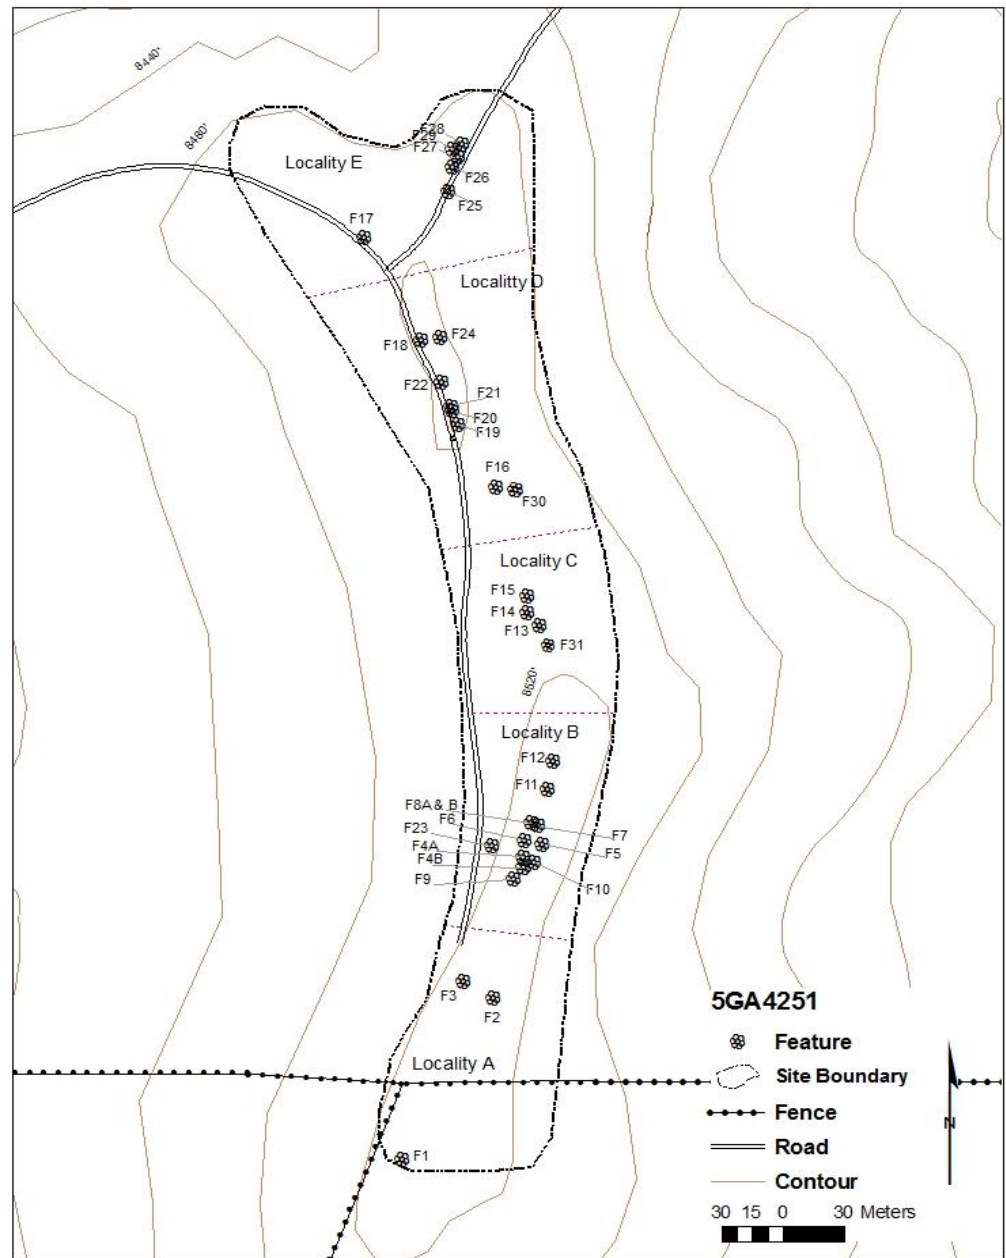 8440'
8480'
F28
F29
F27
Locality E
F26
F25
F17
Localitty D
F24
F18
F22
F21
F20
F19
F16
F30
Locality C
F15
F14
F13
F31
8520'
Locality B
F12
F11
F8A & B
F6
F7
F23
F5
F4A
F4B
F9
F10
F3
F2
Locality A
F1
5GA4251
Feature
Site Boundary
Fence
N
Road
Contour
30 15 0 30 Meters